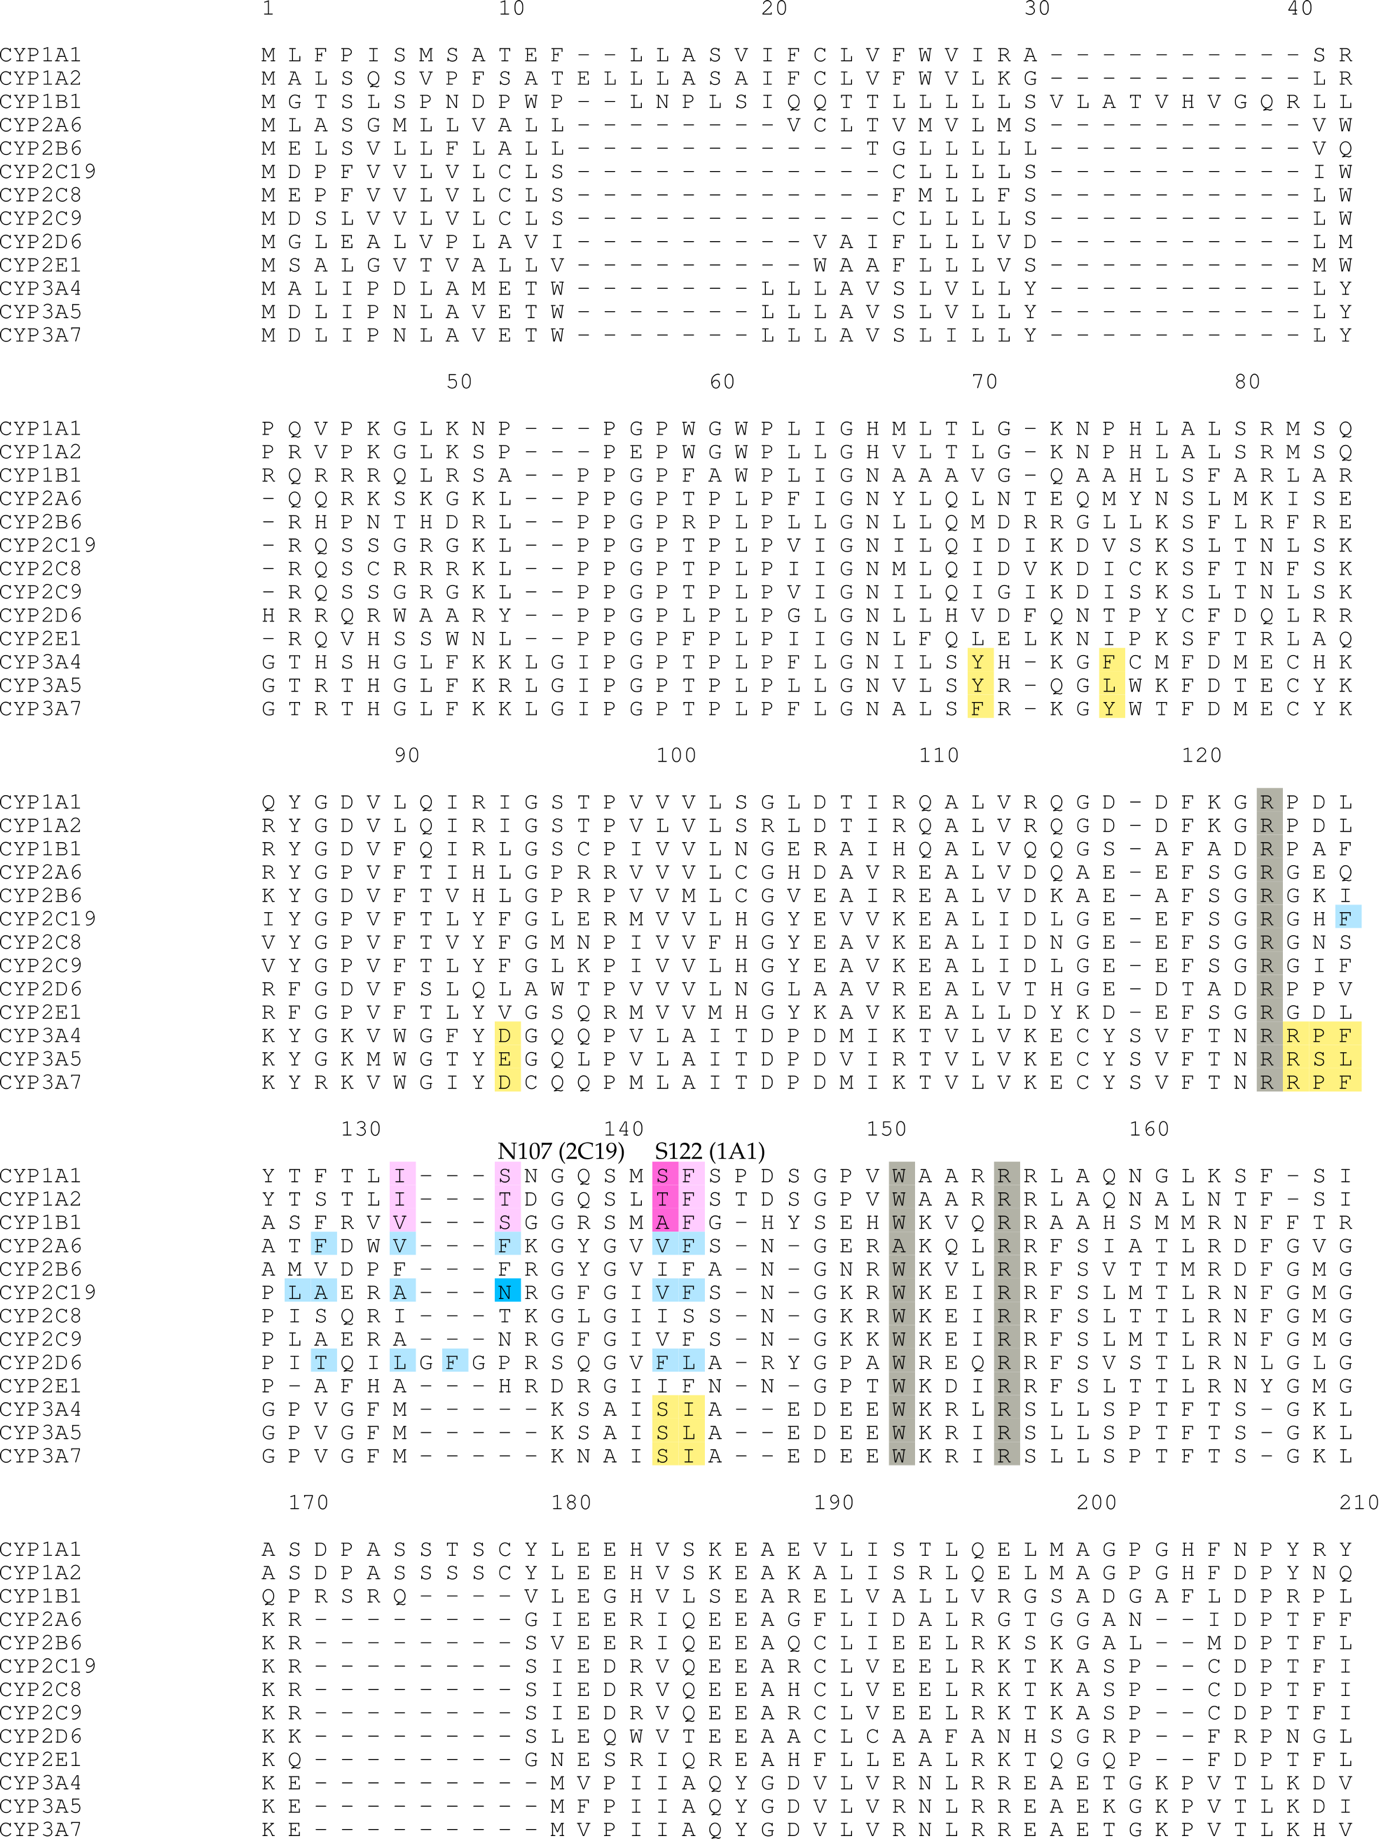 1 10 20 30 40
CYP1A1 M L F P I S M S A T E F - - L L A S V I F C L V F W V I R A - - - - - - - - - - S R
CYP1A2 M A L S Q S V P F S A T E L L L A S A I F C L V F W V L K G - - - - - - - - - - L R
CYP1B1 M G T S L S P N D P W P - - L N P L S I Q Q T T L L L L L S V L A T V H V G Q R L L
CYP2A6 M L A S G M L L V A L L - - - - - - - - V C L T V M V L M S - - - - - - - - - - V W
CYP2B6 M E L S V L L F L A L L - - - - - - - - - - - T G L L L L L - - - - - - - - - - V Q
CYP2C19 M D P F V V L V L C L S - - - - - - - - - - - - C L L L L S - - - - - - - - - - I W
CYP2C8 M E P F V V L V L C L S - - - - - - - - - - - - F M L L F S - - - - - - - - - - L W
CYP2C9 M D S L V V L V L C L S - - - - - - - - - - - - C L L L L S - - - - - - - - - - L W
CYP2D6 M G L E A L V P L A V I - - - - - - - - - V A I F L L L V D - - - - - - - - - - L M
CYP2E1 M S A L G V T V A L L V - - - - - - - - - W A A F L L L V S - - - - - - - - - - M W
CYP3A4 M A L I P D L A M E T W - - - - - - - L L L A V S L V L L Y - - - - - - - - - - L Y
CYP3A5 M D L I P N L A V E T W - - - - - - - L L L A V S L V L L Y - - - - - - - - - - L Y
CYP3A7 M D L I P N L A V E T W - - - - - - - L L L A V S L I L L Y - - - - - - - - - - L Y
50 60 70 80
CYP1A1 P Q V P K G L K N P - - - P G P W G W P L I G H M L T L G - K N P H L A L S R M S Q
CYP1A2 P R V P K G L K S P - - - P E P W G W P L L G H V L T L G - K N P H L A L S R M S Q
CYP1B1 R Q R R R Q L R S A - - P P G P F A W P L I G N A A A V G - Q A A H L S F A R L A R
CYP2A6 - Q Q R K S K G K L - - P P G P T P L P F I G N Y L Q L N T E Q M Y N S L M K I S E
CYP2B6 - R H P N T H D R L - - P P G P R P L P L L G N L L Q M D R R G L L K S F L R F R E
CYP2C19 - R Q S S G R G K L - - P P G P T P L P V I G N I L Q I D I K D V S K S L T N L S K
CYP2C8 - R Q S C R R R K L - - P P G P T P L P I I G N M L Q I D V K D I C K S F T N F S K
CYP2C9 - R Q S S G R G K L - - P P G P T P L P V I G N I L Q I G I K D I S K S L T N L S K
CYP2D6 H R R Q R W A A R Y - - P P G P L P L P G L G N L L H V D F Q N T P Y C F D Q L R R
CYP2E1 - R Q V H S S W N L - - P P G P F P L P I I G N L F Q L E L K N I P K S F T R L A Q
CYP3A4 G T H S H G L F K K L G I P G P T P L P F L G N I L S Y H - K G F C M F D M E C H K
CYP3A5 G T R T H G L F K R L G I P G P T P L P L L G N V L S Y R - Q G L W K F D T E C Y K
CYP3A7 G T R T H G L F K K L G I P G P T P L P F L G N A L S F R - K G Y W T F D M E C Y K
90 100 110 120
CYP1A1 Q Y G D V L Q I R I G S T P V V V L S G L D T I R Q A L V R Q G D - D F K G R P D L
CYP1A2 R Y G D V L Q I R I G S T P V L V L S R L D T I R Q A L V R Q G D - D F K G R P D L
CYP1B1 R Y G D V F Q I R L G S C P I V V L N G E R A I H Q A L V Q Q G S - A F A D R P A F
CYP2A6 R Y G P V F T I H L G P R R V V V L C G H D A V R E A L V D Q A E - E F S G R G E Q
CYP2B6 K Y G D V F T V H L G P R P V V M L C G V E A I R E A L V D K A E - A F S G R G K I
CYP2C19 I Y G P V F T L Y F G L E R M V V L H G Y E V V K E A L I D L G E - E F S G R G H F
CYP2C8 V Y G P V F T V Y F G M N P I V V F H G Y E A V K E A L I D N G E - E F S G R G N S
CYP2C9 V Y G P V F T L Y F G L K P I V V L H G Y E A V K E A L I D L G E - E F S G R G I F
CYP2D6 R F G D V F S L Q L A W T P V V V L N G L A A V R E A L V T H G E - D T A D R P P V
CYP2E1 R F G P V F T L Y V G S Q R M V V M H G Y K A V K E A L L D Y K D - E F S G R G D L
CYP3A4 K Y G K V W G F Y D G Q Q P V L A I T D P D M I K T V L V K E C Y S V F T N R R P F
CYP3A5 K Y G K M W G T Y E G Q L P V L A I T D P D V I R T V L V K E C Y S V F T N R R S L
CYP3A7 K Y R K V W G I Y D C Q Q P M L A I T D P D M I K T V L V K E C Y S V F T N R R P F
130 140 150 160
N107 (2C19) S122 (1A1)
CYP1A1 Y T F T L I - - - S N G Q S M S F S P D S G P V W A A R R R L A Q N G L K S F - S I
CYP1A2 Y T S T L I - - - T D G Q S L T F S T D S G P V W A A R R R L A Q N A L N T F - S I
CYP1B1 A S F R V V - - - S G G R S M A F G - H Y S E H W K V Q R R A A H S M M R N F F T R
CYP2A6 A T F D W V - - - F K G Y G V V F S - N - G E R A K Q L R R F S I A T L R D F G V G
CYP2B6 A M V D P F - - - F R G Y G V I F A - N - G N R W K V L R R F S V T T M R D F G M G
CYP2C19 P L A E R A - - - N R G F G I V F S - N - G K R W K E I R R F S L M T L R N F G M G
CYP2C8 P I S Q R I - - - T K G L G I I S S - N - G K R W K E I R R F S L T T L R N F G M G
CYP2C9 P L A E R A - - - N R G F G I V F S - N - G K K W K E I R R F S L M T L R N F G M G
CYP2D6 P I T Q I L G F G P R S Q G V F L A - R Y G P A W R E Q R R F S V S T L R N L G L G
CYP2E1 P - A F H A - - - H R D R G I I F N - N - G P T W K D I R R F S L T T L R N Y G M G
CYP3A4 G P V G F M - - - - - K S A I S I A - - E D E E W K R L R S L L S P T F T S - G K L
CYP3A5 G P V G F M - - - - - K S A I S L A - - E D E E W K R I R S L L S P T F T S - G K L
CYP3A7 G P V G F M - - - - - K N A I S I A - - E D E E W K R I R S L L S P T F T S - G K L
170 180 190 200 210
CYP1A1 A S D P A S S T S C Y L E E H V S K E A E V L I S T L Q E L M A G P G H F N P Y R Y
CYP1A2 A S D P A S S S S C Y L E E H V S K E A K A L I S R L Q E L M A G P G H F D P Y N Q
CYP1B1 Q P R S R Q - - - - V L E G H V L S E A R E L V A L L V R G S A D G A F L D P R P L
CYP2A6 K R - - - - - - - - G I E E R I Q E E A G F L I D A L R G T G G A N - - I D P T F F
CYP2B6 K R - - - - - - - - S V E E R I Q E E A Q C L I E E L R K S K G A L - - M D P T F L
CYP2C19 K R - - - - - - - - S I E D R V Q E E A R C L V E E L R K T K A S P - - C D P T F I
CYP2C8 K R - - - - - - - - S I E D R V Q E E A H C L V E E L R K T K A S P - - C D P T F I
CYP2C9 K R - - - - - - - - S I E D R V Q E E A R C L V E E L R K T K A S P - - C D P T F I
CYP2D6 K K - - - - - - - - S L E Q W V T E E A A C L C A A F A N H S G R P - - F R P N G L
CYP2E1 K Q - - - - - - - - G N E S R I Q R E A H F L L E A L R K T Q G Q P - - F D P T F L
CYP3A4 K E - - - - - - - - - M V P I I A Q Y G D V L V R N L R R E A E T G K P V T L K D V
CYP3A5 K E - - - - - - - - - M F P I I A Q Y G D V L V R N L R R E A E K G K P V T L K D I
CYP3A7 K E - - - - - - - - - M V P I I A Q Y G D V L V R N L R R E A E T G K P V T L K H V